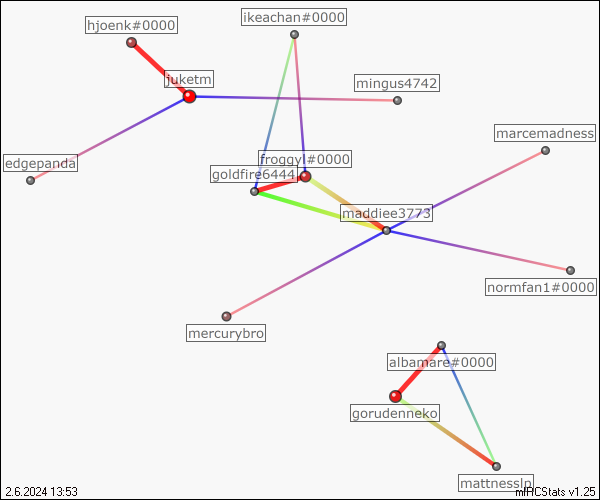 ikeachan#0000
hjoenk#0000
juketm
mingus4742
marcemadness
edgepanda
froggyl#0000
goldfire6444
maddiee3773
normfan1#0000
mercurybro
albamare#0000
gorudenneko
mattnessln
2.6.2024 13:53
mIRCStats v1.25